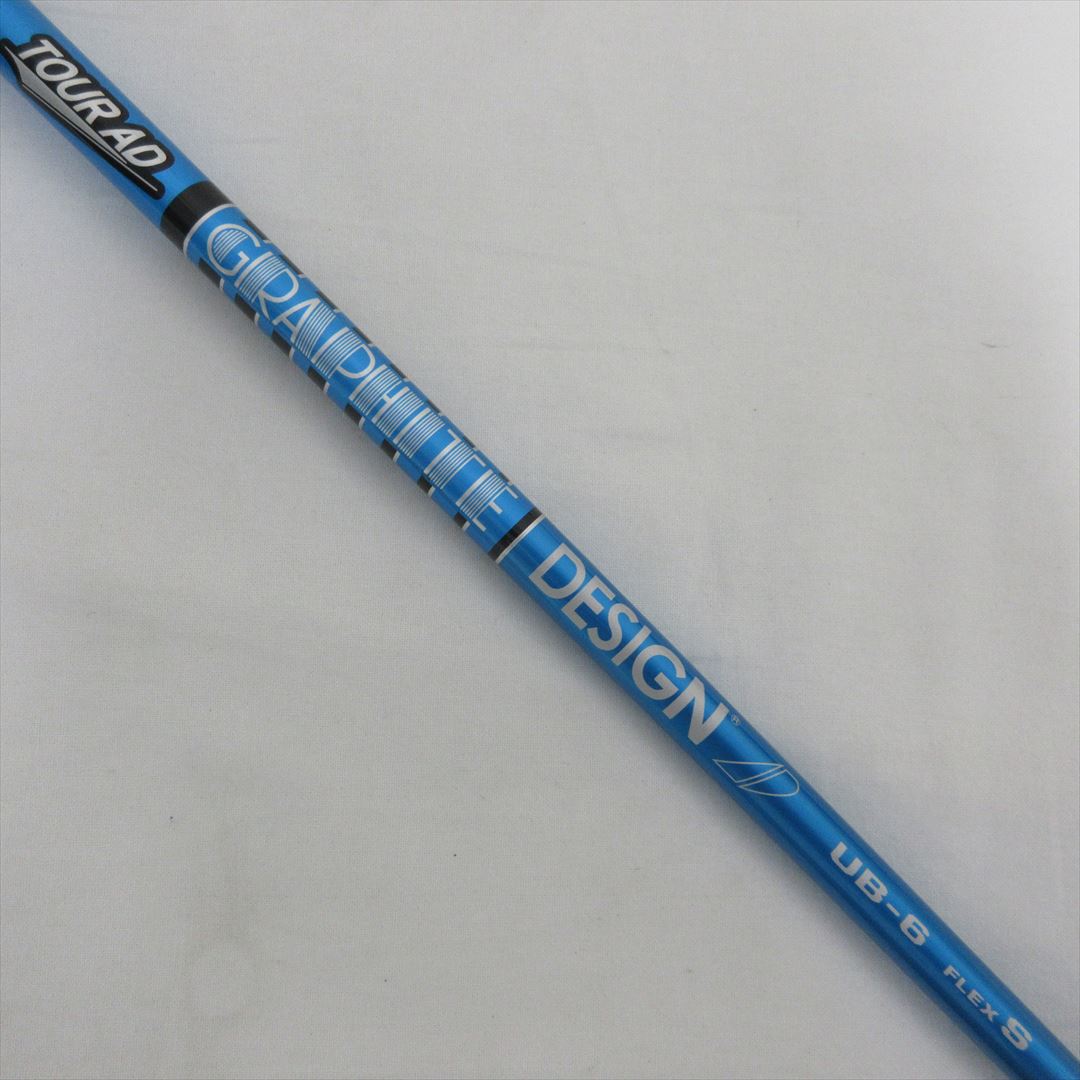 TOUR AD
GRAPHITE DESIGN®
UB-6 FLEX S